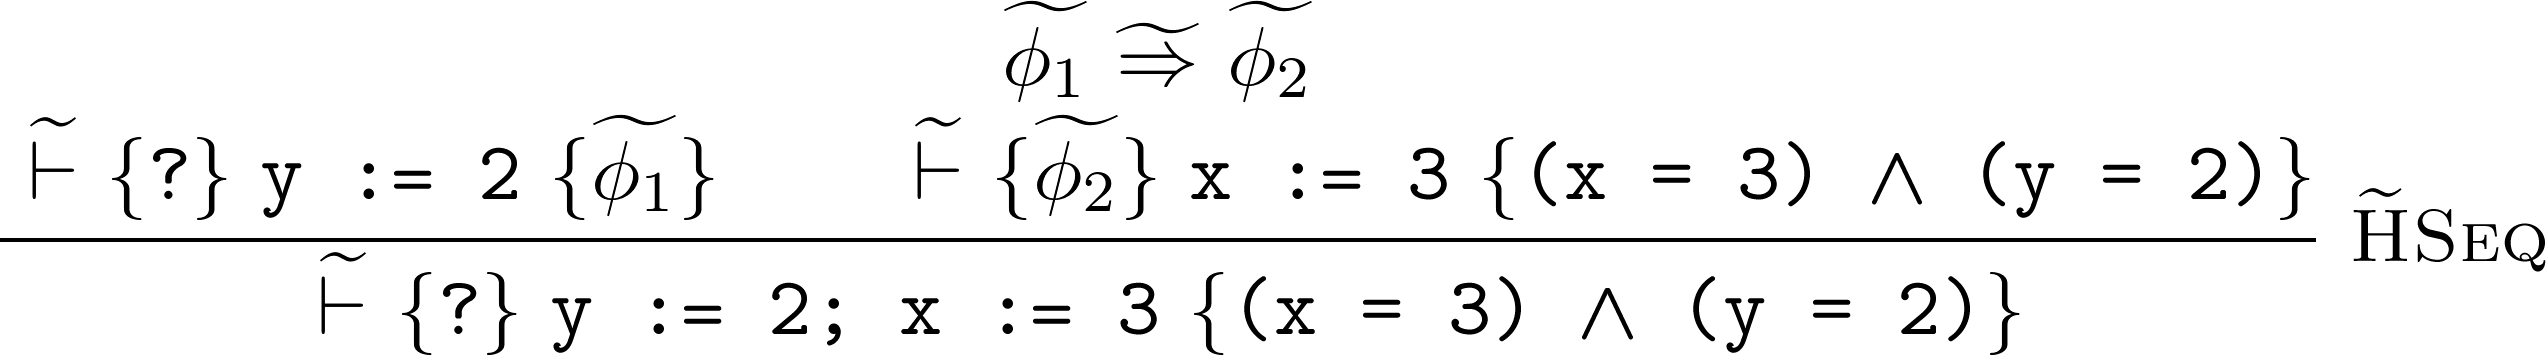 ϕ̃₁ ⇒̃ ϕ̃₂
⊢̃ {?} y := 2 {ϕ̃₁} ⊢̃ {ϕ̃₂} x := 3 {(x = 3) ∧ (y = 2)}
H̃SEQ
⊢̃ {?} y := 2; x := 3 {(x = 3) ∧ (y = 2)}